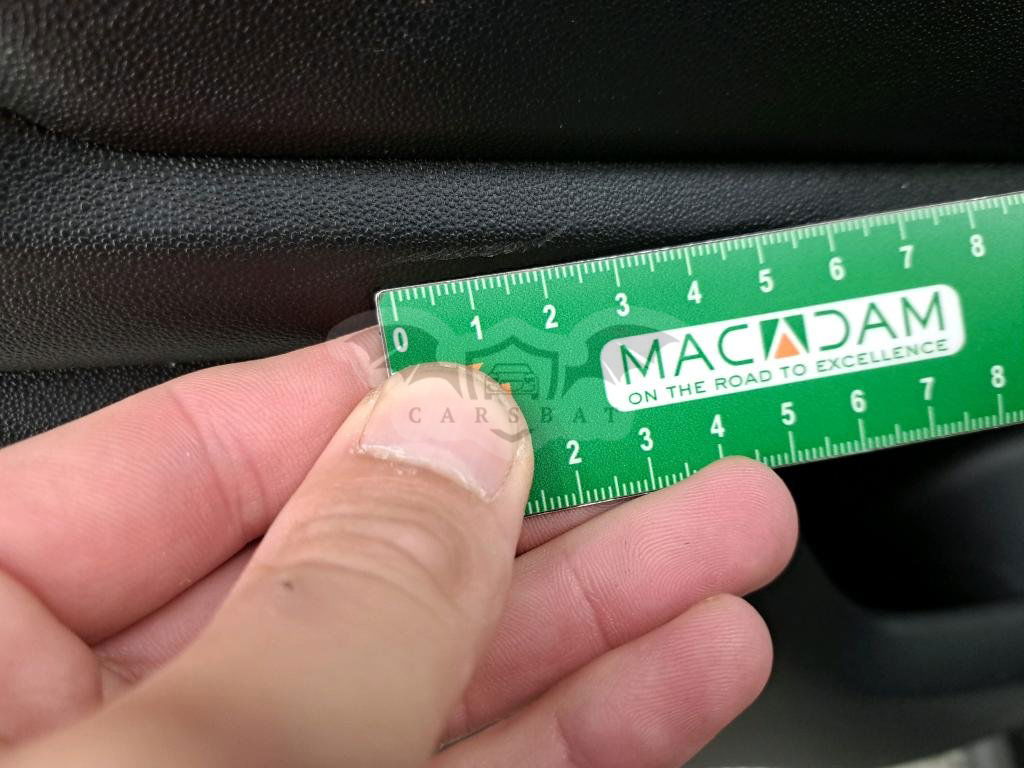 0 1 2 3 4 5 6 7 8
MACADAM
ON THE ROAD TO EXCELLENCE
CARSBAT
2 3 4 5 6 7 8